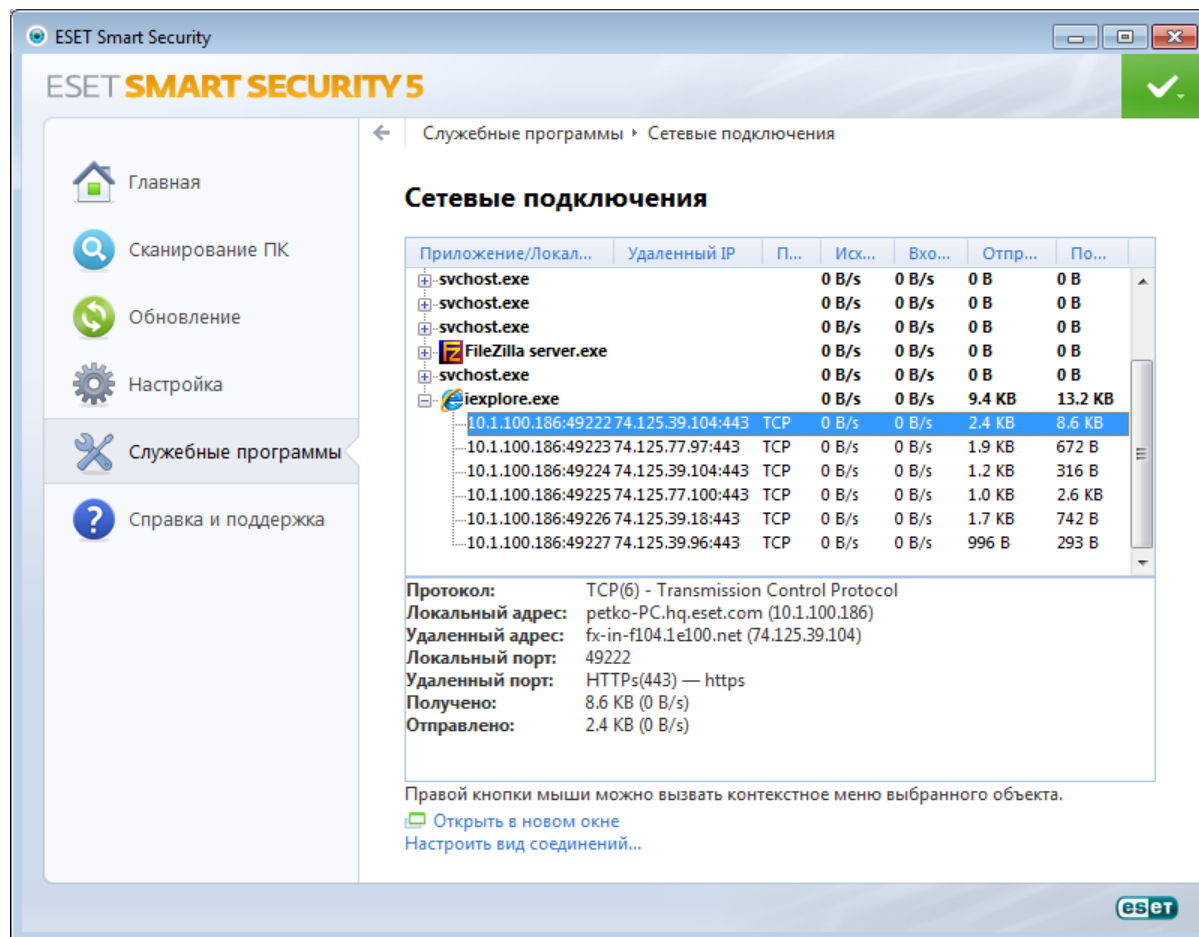 ESET Smart Security
ESET SMART SECURITY 5
Служебные программы ▸ Сетевые подключения
Главная
Сканирование ПК
Обновление
Настройка
Служебные программы
Справка и поддержка
Сетевые подключения
Приложение/Локал... Удаленный IP П... Исх... Вхо... Отпр... По...
svchost.exe 0 B/s 0 B/s 0 B 0 B
svchost.exe 0 B/s 0 B/s 0 B 0 B
svchost.exe 0 B/s 0 B/s 0 B 0 B
FileZilla server.exe 0 B/s 0 B/s 0 B 0 B
svchost.exe 0 B/s 0 B/s 0 B 0 B
iexplore.exe 0 B/s 0 B/s 9.4 KB 13.2 KB
10.1.100.186:49222 74.125.39.104:443 TCP 0 B/s 0 B/s 2.4 KB 8.6 KB
10.1.100.186:49223 74.125.77.97:443 TCP 0 B/s 0 B/s 1.9 KB 672 B
10.1.100.186:49224 74.125.39.104:443 TCP 0 B/s 0 B/s 1.2 KB 316 B
10.1.100.186:49225 74.125.77.100:443 TCP 0 B/s 0 B/s 1.0 KB 2.6 KB
10.1.100.186:49226 74.125.39.18:443 TCP 0 B/s 0 B/s 1.7 KB 742 B
10.1.100.186:49227 74.125.39.96:443 TCP 0 B/s 0 B/s 996 B 293 B
Протокол: TCP(6) - Transmission Control Protocol
Локальный адрес: petko-PC.hq.eset.com (10.1.100.186)
Удаленный адрес: fx-in-f104.1e100.net (74.125.39.104)
Локальный порт: 49222
Удаленный порт: HTTPs(443) — https
Получено: 8.6 KB (0 B/s)
Отправлено: 2.4 KB (0 B/s)
Правой кнопки мыши можно вызвать контекстное меню выбранного объекта.
Открыть в новом окне
Настроить вид соединений...
eset